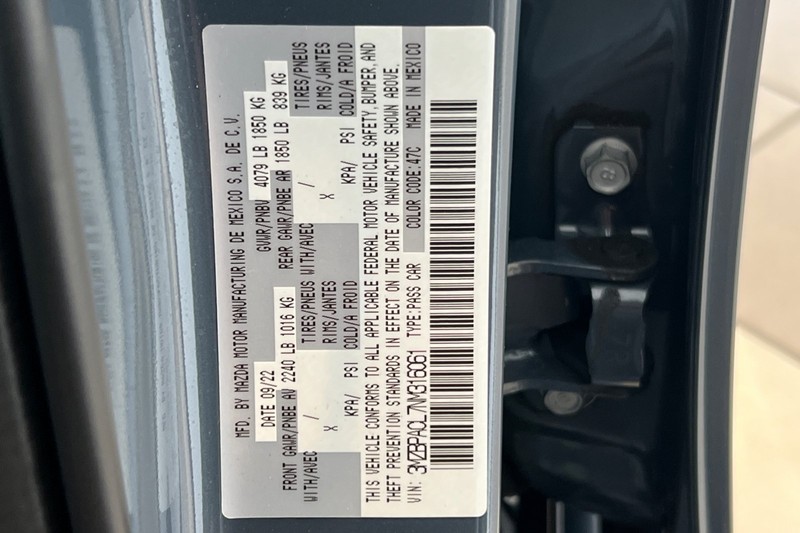 MFD. BY MAZDA MOTOR MANUFACTURING DE MEXICO S.A. DE C.V.
DATE 09/22 GVWR/PNBV 4079 LB 1850 KG
FRONT GAWR/PNBE AV 2240 LB 1016 KG REAR GAWR/PNBE AR 1850 LB 839 KG
WITH/AVEC / TIRES/PNEUS WITH/AVEC / TIRES/PNEUS
X RIMS/JANTES X RIMS/JANTES
KPA/ PSI COLD/A FROID KPA/ PSI COLD/A FROID
THIS VEHICLE CONFORMS TO ALL APPLICABLE FEDERAL MOTOR VEHICLE SAFETY, BUMPER, AND
THEFT PREVENTION STANDARDS IN EFFECT ON THE DATE OF MANUFACTURE SHOWN ABOVE.
VIN: 3MZBPACL7NM316061 TYPE:PASS CAR COLOR CODE:47C MADE IN MEXICO